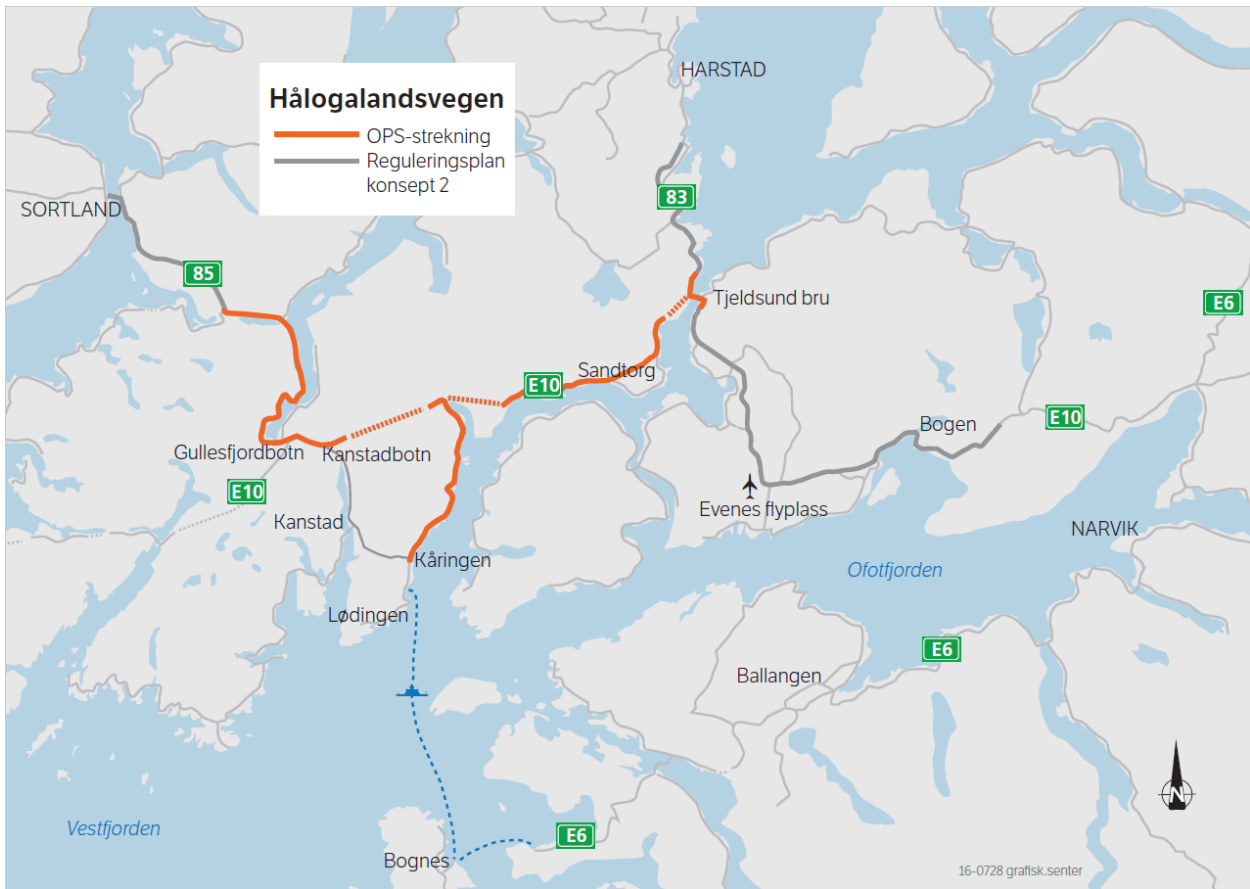 HARSTAD
Hålogalandsvegen
OPS-strekning
Reguleringsplan
konsept 2
SORTLAND
83
85
Tjeldsund bru
E6
Sandtorg
E10
Bogen
E10
Gullesfjordbotn
Kanstadbotn
E10
Evenes flyplass
Kanstad
NARVIK
Kåringen
Ofotfjorden
Lødingen
E6
Ballangen
N
Vestfjorden
E6
Bognes
16-0728 grafisk.senter